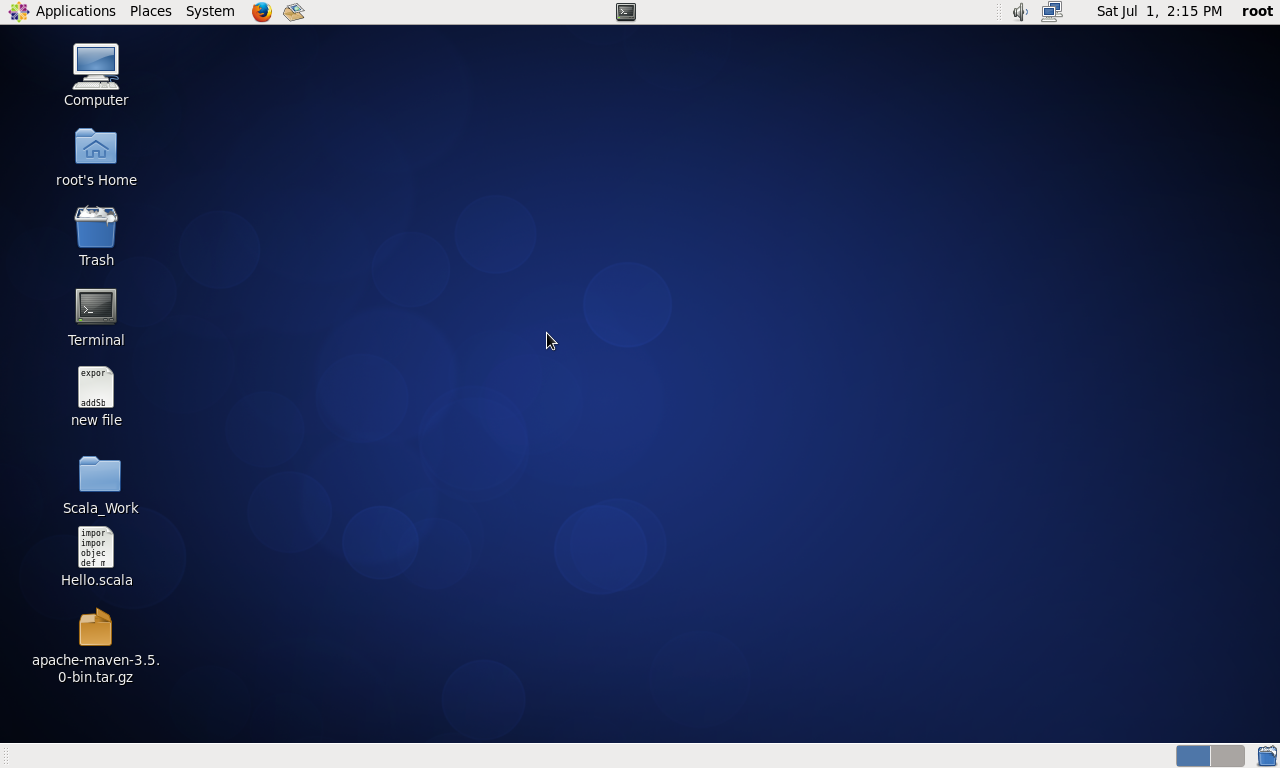 Applications Places System
Sat Jul 1, 2:15 PM root
Computer
root's Home
Trash
Terminal
expor
addSb
new file
Scala_Work
impor
impor
objec
def m
Hello.scala
apache-maven-3.5.
0-bin.tar.gz